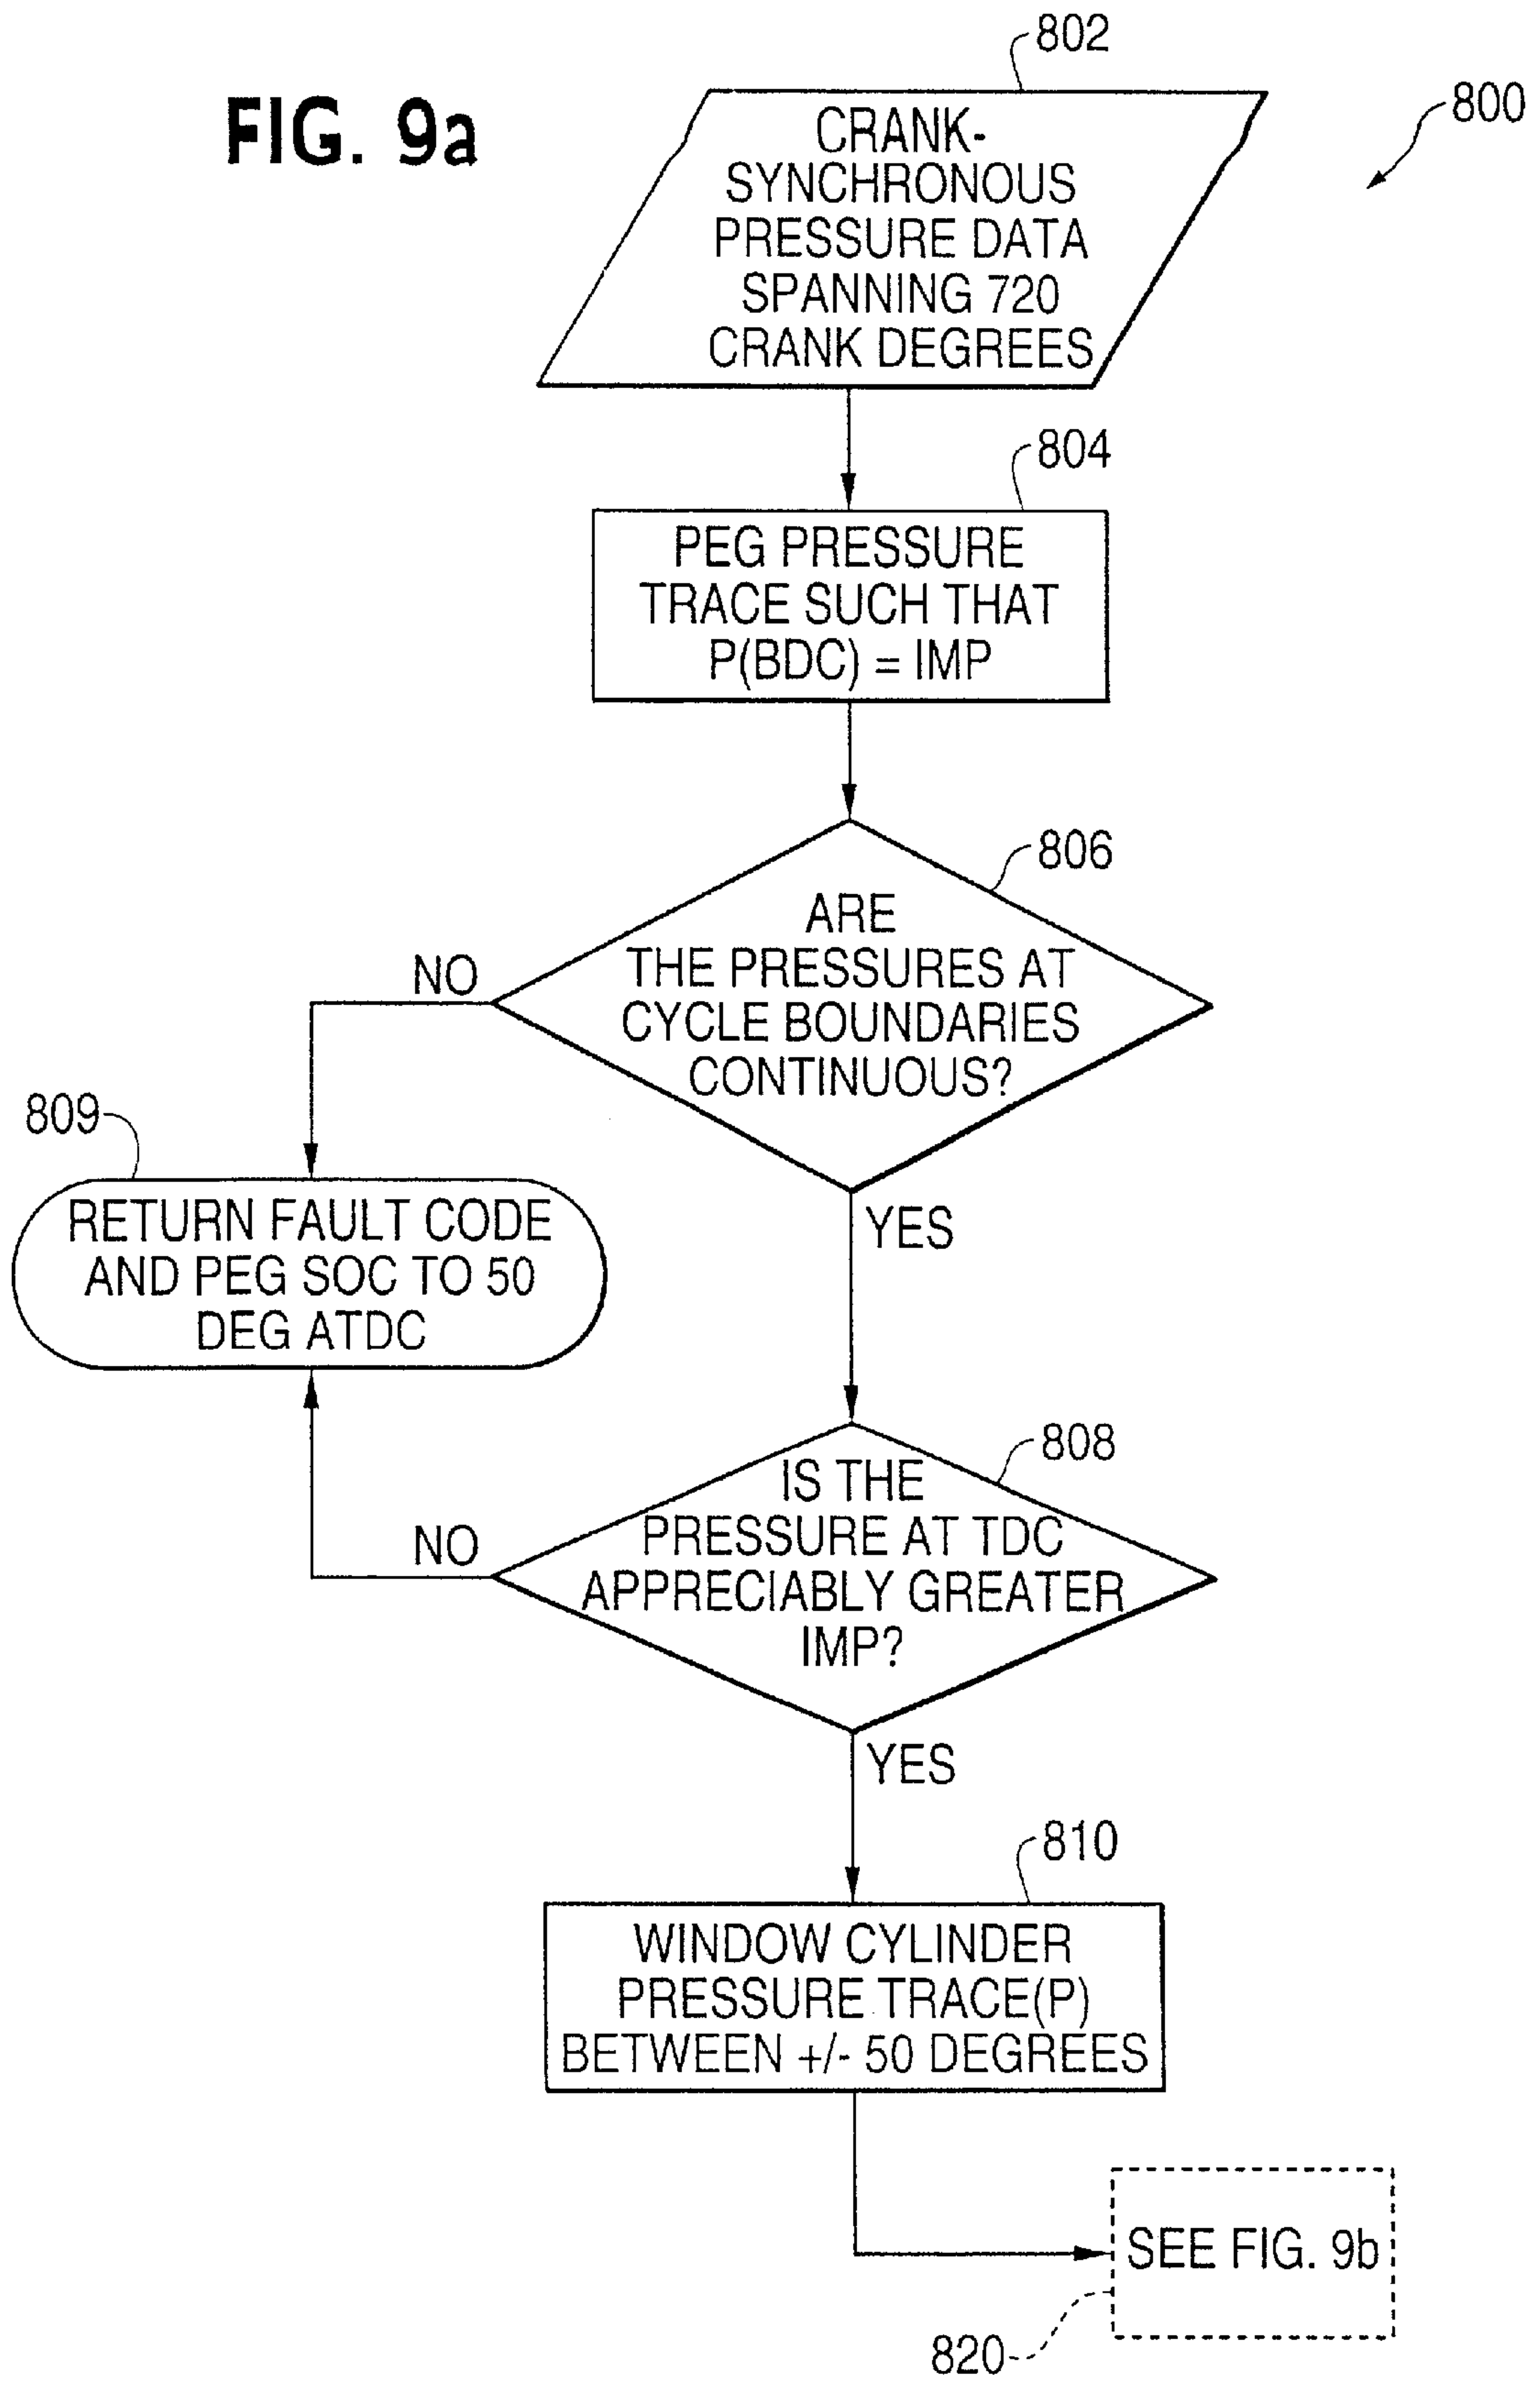 FIG. 9a
802
800
CRANK-
SYNCHRONOUS
PRESSURE DATA
SPANNING 720
CRANK DEGREES
804
PEG PRESSURE
TRACE SUCH THAT
P(BDC) = IMP
806
ARE
THE PRESSURES AT
CYCLE BOUNDARIES
CONTINUOUS?
NO
YES
809
RETURN FAULT CODE
AND PEG SOC TO 50
DEG ATDC
808
IS THE
PRESSURE AT TDC
APPRECIABLY GREATER
IMP?
NO
YES
810
WINDOW CYLINDER
PRESSURE TRACE(P)
BETWEEN +/- 50 DEGREES
SEE FIG. 9b
820